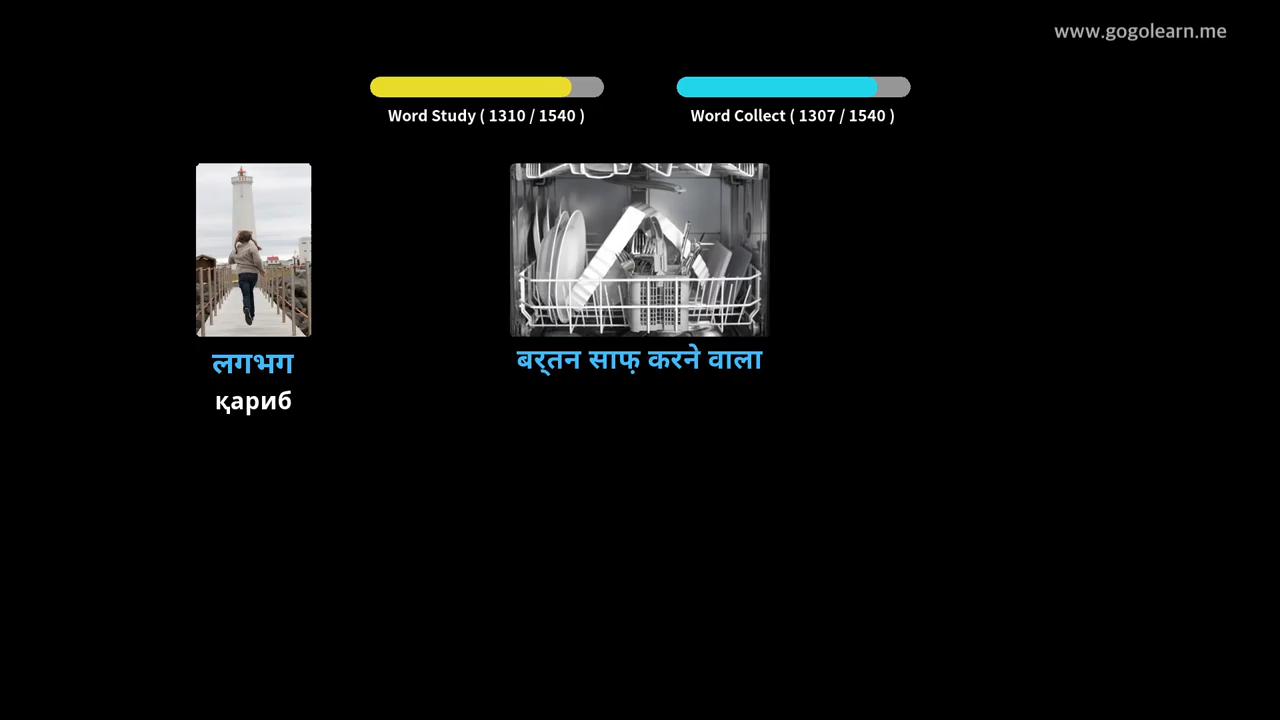 www.gogolearn.me
Word Study ( 1310 / 1540 )
Word Collect ( 1307 / 1540 )
लगभग
қариб
बर्तन साफ़ करने वाला